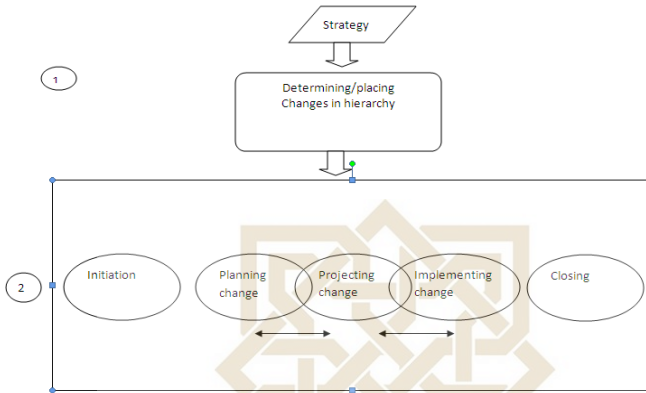 Strategy
1
Determining/placing
Changes in hierarchy
2
Initiation
Planning
change
Projecting
change
Implementing
change
Closing